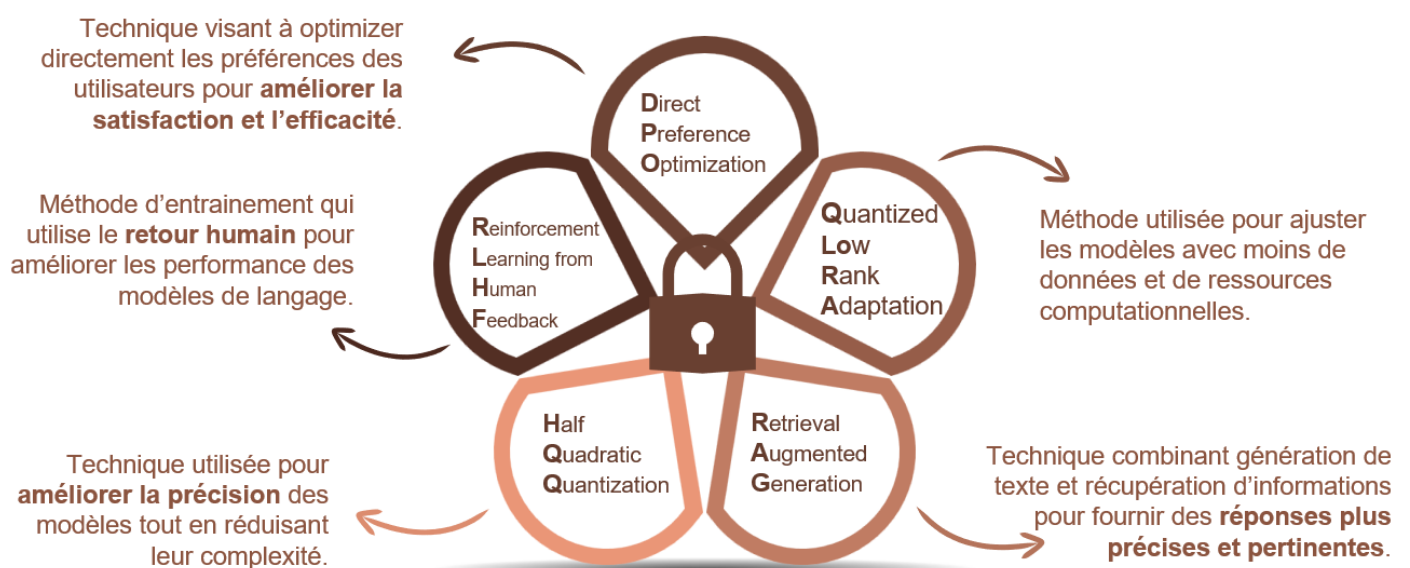 Technique visant à optimizer
directement les préférences des
utilisateurs pour améliorer la
satisfaction et l'efficacité.
Direct
Preference
Optimization
Méthode d'entrainement qui
utilise le retour humain pour
améliorer les performance des
modèles de langage.
Reinforcement
Learning from
Human
Feedback
Quantized
Low
Rank
Adaptation
Méthode utilisée pour ajuster
les modèles avec moins de
données et de ressources
computationnelles.
Technique utilisée pour
améliorer la précision des
modèles tout en réduisant
leur complexité.
Half
Quadratic
Quantization
Retrieval
Augmented
Generation
Technique combinant génération de
texte et récupération d'informations
pour fournir des réponses plus
précises et pertinentes.